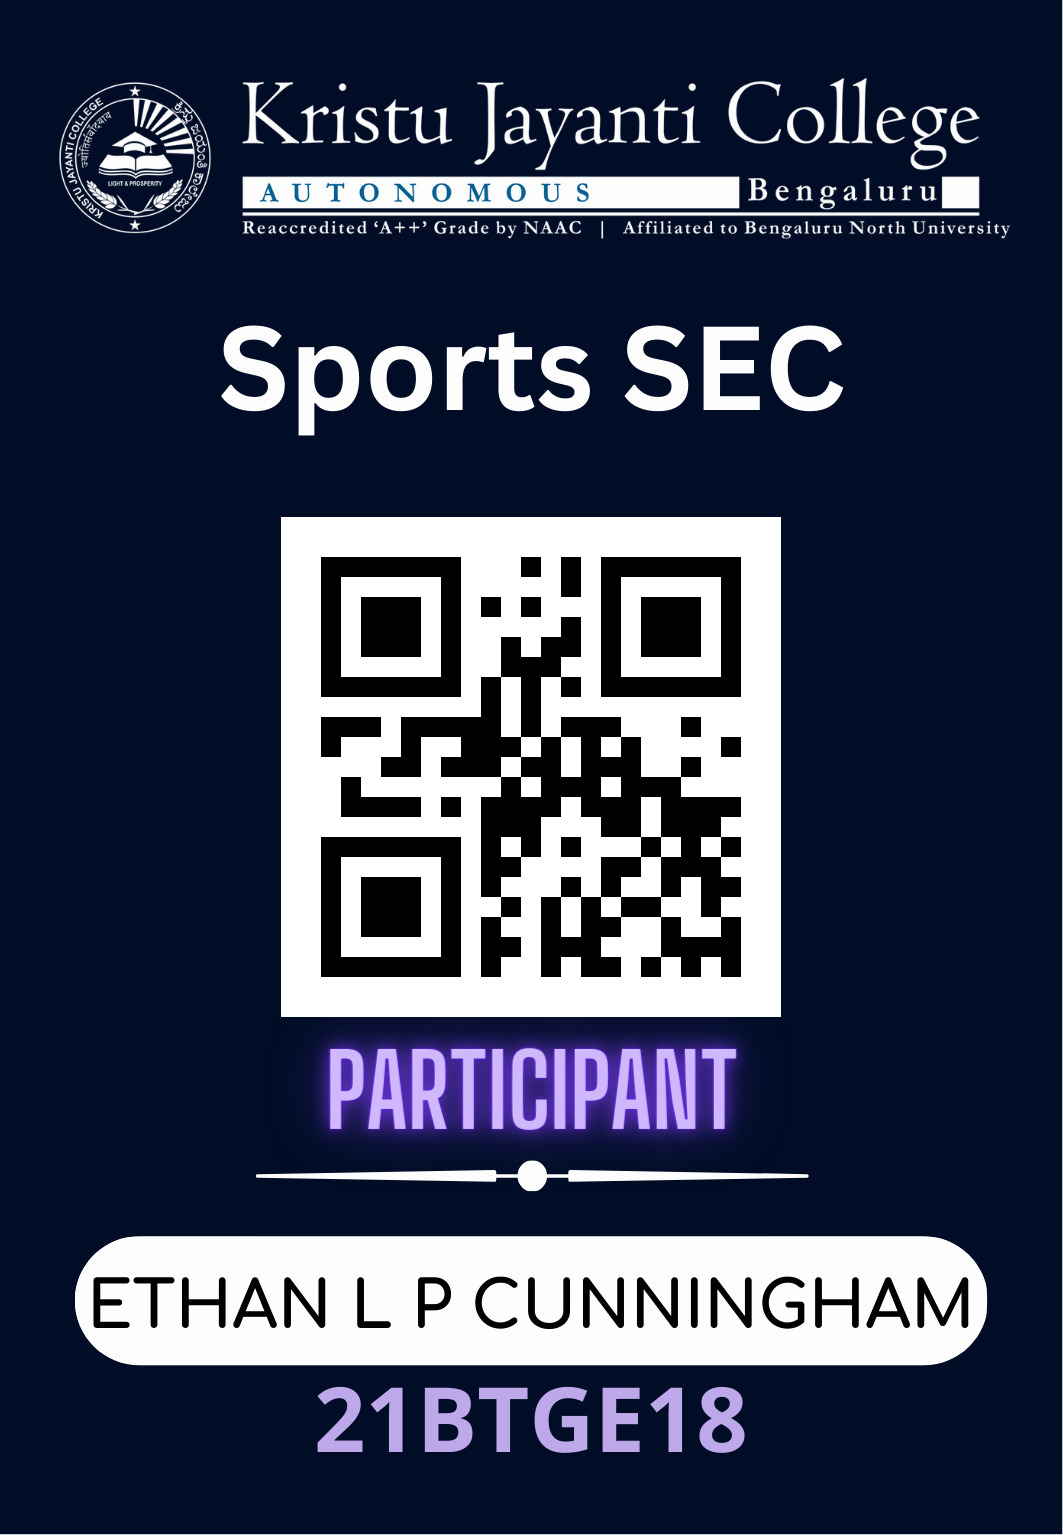 Kristu Jayanti College
AUTONOMOUS Bengaluru
Reaccredited ‘A++’ Grade by NAAC | Affiliated to Bengaluru North University
KRISTU JAYANTI COLLEGE
LIGHT & PROSPERITY
Sports SEC
PARTICIPANT
ETHAN L P CUNNINGHAM
21BTGE18